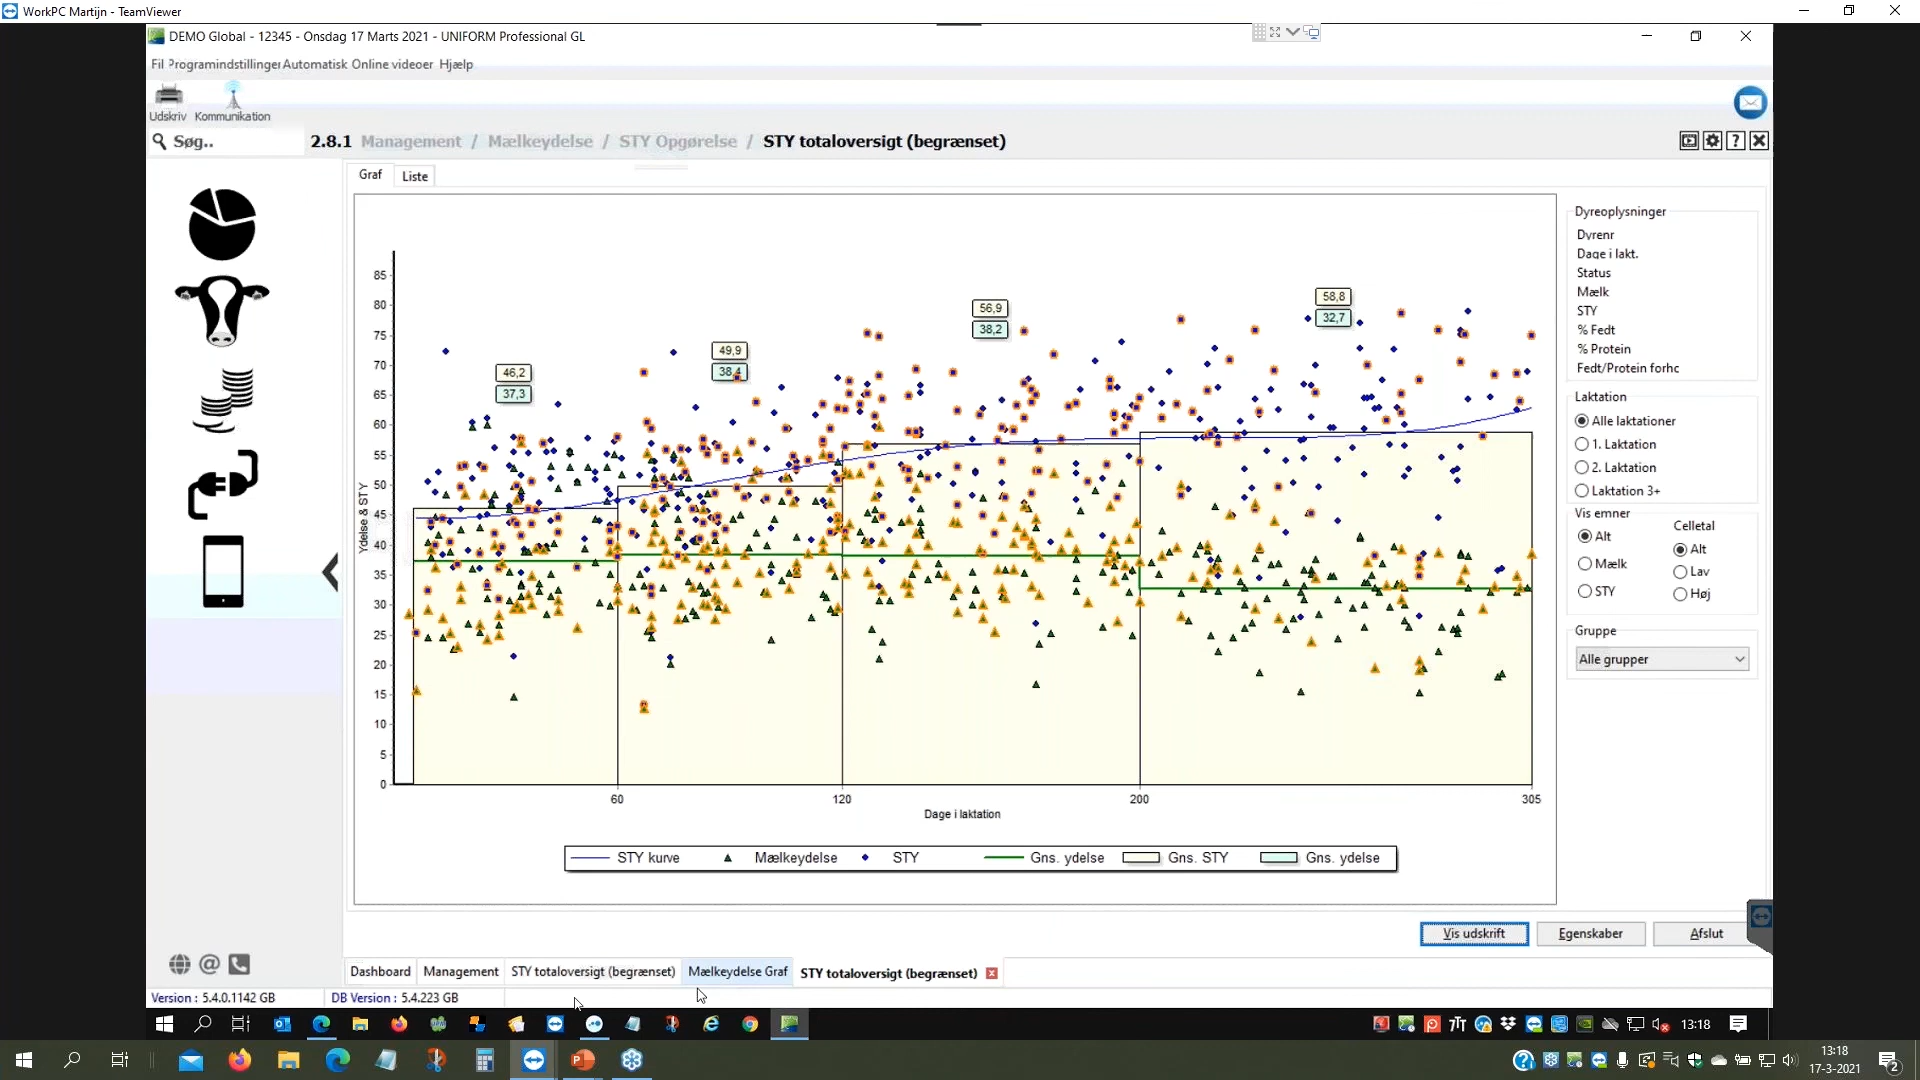 WorkPC Martijn - TeamViewer
DEMO Global - 12345 - Onsdag 17 Marts 2021 - UNIFORM Professional GL
Fil Programindstillinger Automatisk Online videoer Hjælp
Udskriv Kommunikation
Søg.. 2.8.1 Management / Mælkeydelse / STY Opgørelse / STY totaloversigt (begrænset)
Graf Liste
Ydelse & STY
85
80
75
70
65
60
55
50
45
40
35
30
25
20
15
10
5
0
46,2
37,3
49,9
38,4
56,9
38,2
58,8
32,7
60 120 200 305
Dage i laktation
STY kurve Mælkeydelse STY Gns. ydelse Gns. STY Gns. ydelse
Dyreoplysninger
Dyrenr
Dage i lakt.
Status
Mælk
STY
% Fedt
% Protein
Fedt/Protein forhc
Laktation
Alle laktationer
1. Laktation
2. Laktation
Laktation 3+
Vis emner
Alt
Mælk
STY
Celletal
Alt
Lav
Høj
Gruppe
Alle grupper
Vis udskrift Egenskaber Afslut
Dashboard Management STY totaloversigt (begrænset) Mælkeydelse Graf STY totaloversigt (begrænset)
Version : 5.4.0.1142 GB DB Version : 5.4.223 GB
13:18
13:18
17-3-2021
2